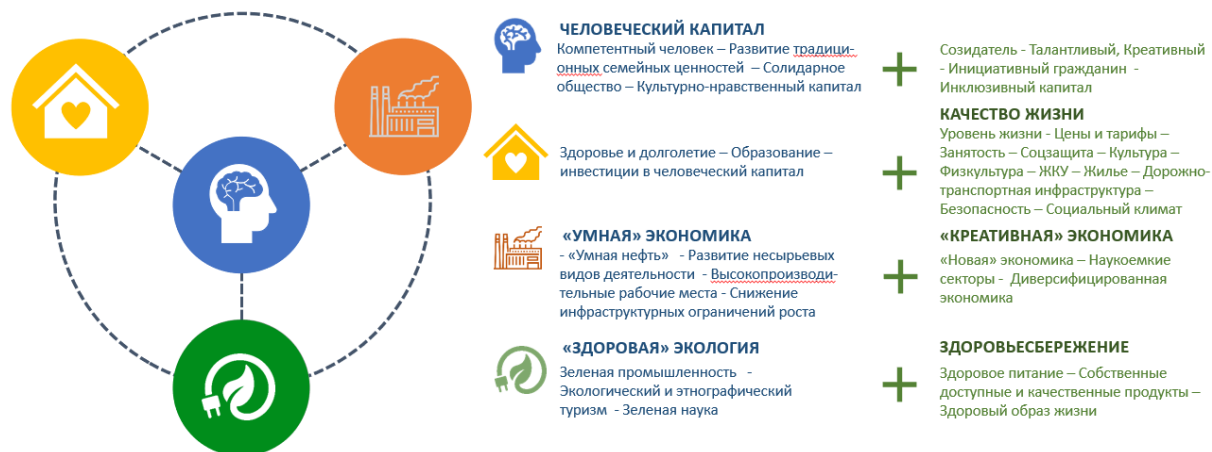 ЧЕЛОВЕЧЕСКИЙ КАПИТАЛ
Компетентный человек – Развитие традици-
онных семейных ценностей – Солидарное
общество – Культурно-нравственный капитал
Созидатель - Талантливый, Креативный
- Инициативный гражданин -
Инклюзивный капитал
Здоровье и долголетие – Образование –
инвестиции в человеческий капитал
КАЧЕСТВО ЖИЗНИ
Уровень жизни - Цены и тарифы –
Занятость – Соцзащита – Культура –
Физкультура – ЖКУ – Жилье – Дорожно-
транспортная инфраструктура –
Безопасность – Социальный климат
«УМНАЯ» ЭКОНОМИКА
- «Умная нефть» - Развитие несырьевых
видов деятельности - Высокопроизводи-
тельные рабочие места - Снижение
инфраструктурных ограничений роста
«КРЕАТИВНАЯ» ЭКОНОМИКА
«Новая» экономика – Наукоемкие
секторы - Диверсифицированная
экономика
«ЗДОРОВАЯ» ЭКОЛОГИЯ
Зеленая промышленность -
Экологический и этнографический
туризм - Зеленая наука
ЗДОРОВЬЕСБЕРЕЖЕНИЕ
Здоровое питание – Собственные
доступные и качественные продукты –
Здоровый образ жизни